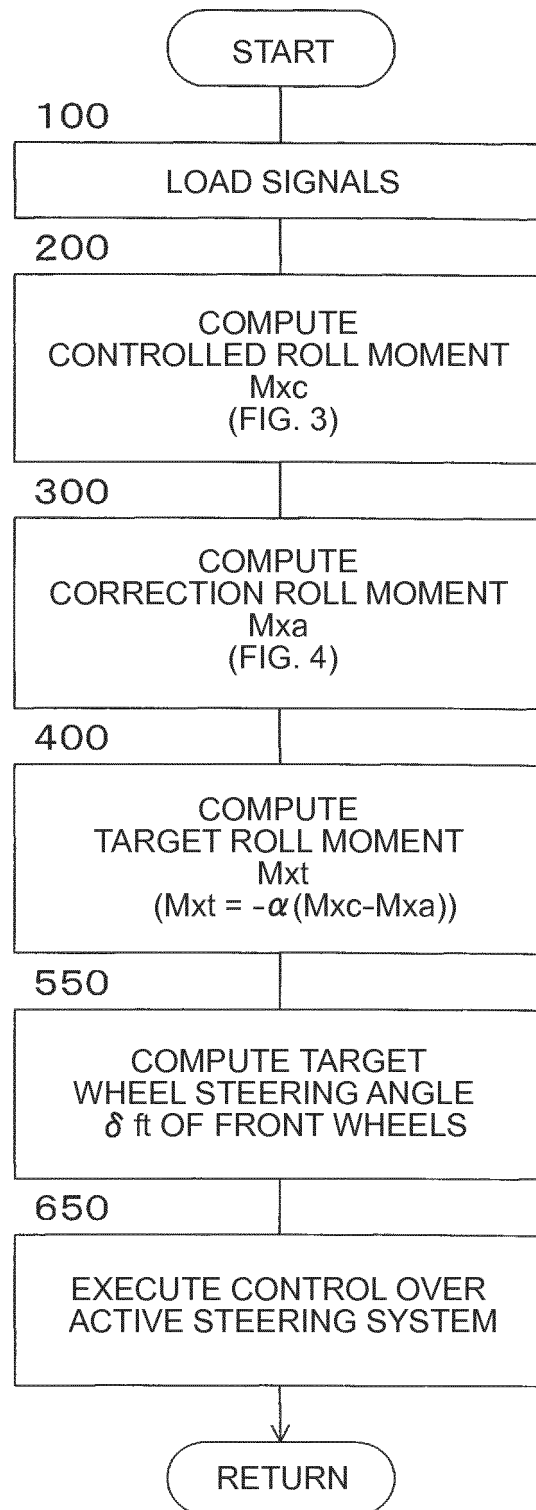 START
100
LOAD SIGNALS
200
COMPUTE
CONTROLLED ROLL MOMENT
Mxc
(FIG. 3)
300
COMPUTE
CORRECTION ROLL MOMENT
Mxa
(FIG. 4)
400
COMPUTE
TARGET ROLL MOMENT
Mxt
(Mxt = -α(Mxc-Mxa))
550
COMPUTE TARGET
WHEEL STEERING ANGLE
δ ft OF FRONT WHEELS
650
EXECUTE CONTROL OVER
ACTIVE STEERING SYSTEM
RETURN